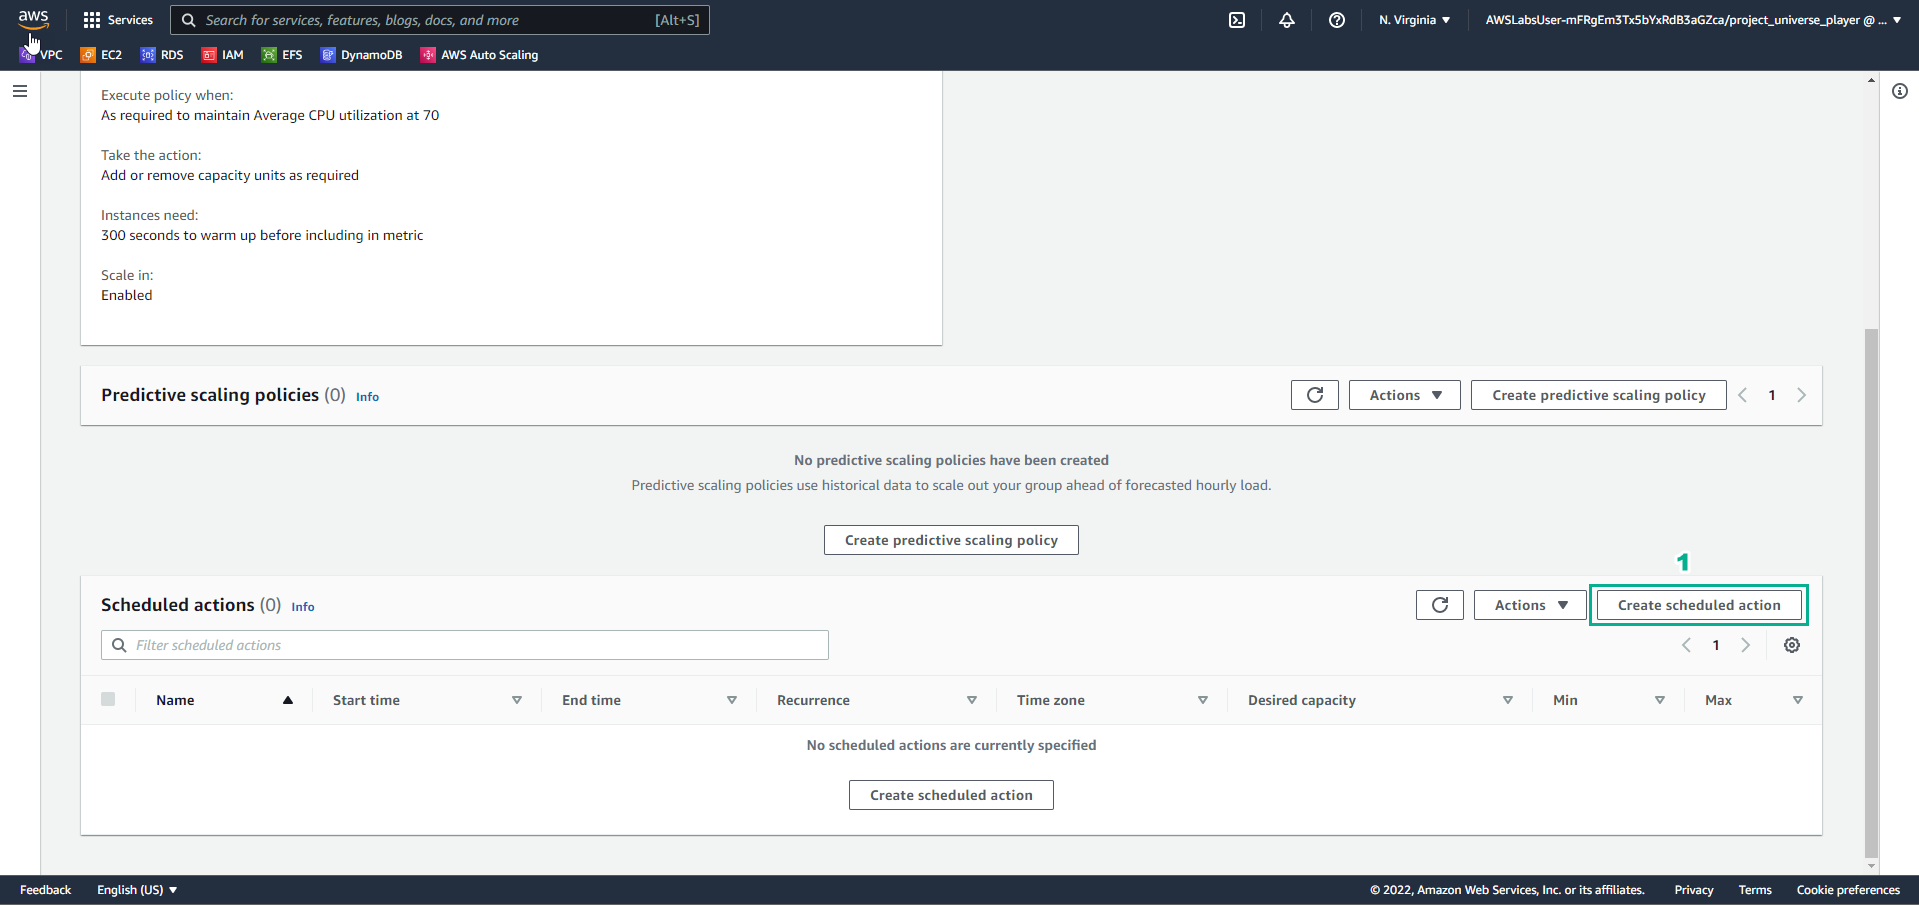 aws
Services
Search for services, features, blogs, docs, and more [Alt+S]
N. Virginia
AWSLabsUser-mFRgEm3Tx5bYxRdB3aGZca/project_universe_player @ ...
VPC EC2 RDS IAM EFS DynamoDB AWS Auto Scaling
Execute policy when:
As required to maintain Average CPU utilization at 70
Take the action:
Add or remove capacity units as required
Instances need:
300 seconds to warm up before including in metric
Scale in:
Enabled
Predictive scaling policies (0) Info
Actions
Create predictive scaling policy
1
No predictive scaling policies have been created
Predictive scaling policies use historical data to scale out your group ahead of forecasted hourly load.
Create predictive scaling policy
1
Scheduled actions (0) Info
Actions
Create scheduled action
Filter scheduled actions
1
Name Start time End time Recurrence Time zone Desired capacity Min Max
No scheduled actions are currently specified
Create scheduled action
Feedback English (US) © 2022, Amazon Web Services, Inc. or its affiliates. Privacy Terms Cookie preferences